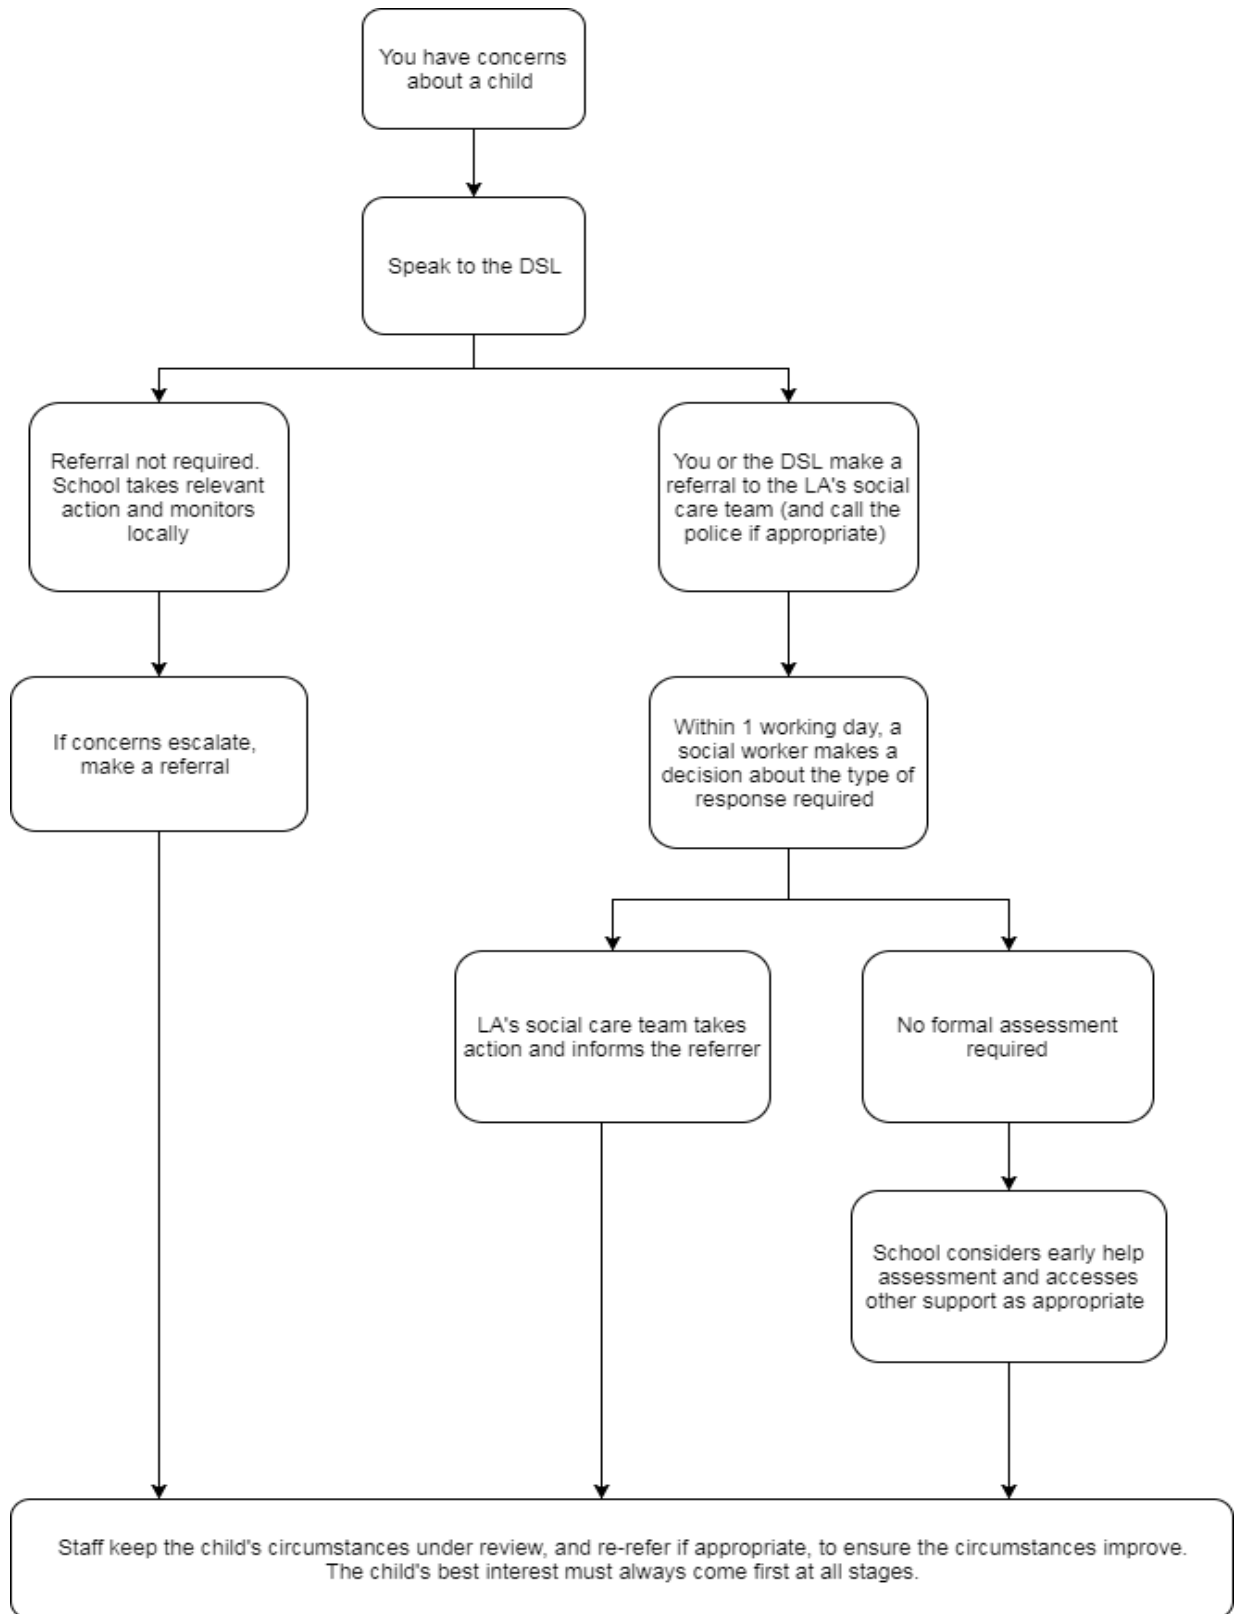 You have concerns
about a child
Speak to the DSL
Referral not required.
School takes relevant
action and monitors
locally
You or the DSL make a
referral to the LA's social
care team (and call the
police if appropriate)
If concerns escalate,
make a referral
Within 1 working day, a
social worker makes a
decision about the type of
response required
LA's social care team takes
action and informs the referrer
No formal assessment
required
School considers early help
assessment and accesses
other support as appropriate
Staff keep the child's circumstances under review, and re-refer if appropriate, to ensure the circumstances improve.
The child's best interest must always come first at all stages.